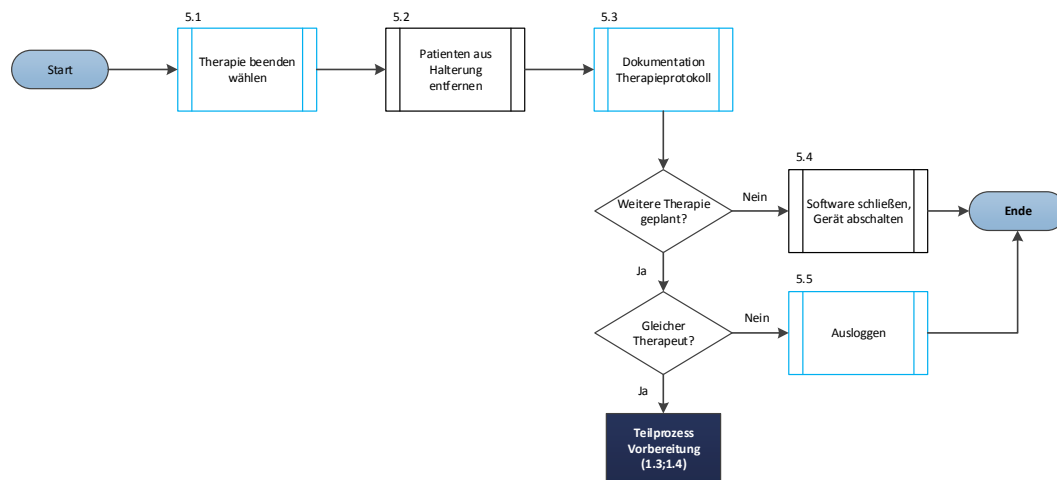 5.1
5.2
5.3
Start
Therapie beenden
wählen
Patienten aus
Halterung
entfernen
Dokumentation
Therapieprotokoll
5.4
Weitere Therapie
geplant?
Nein
Software schließen,
Gerät abschalten
Ende
Ja
5.5
Gleicher
Therapeut?
Nein
Ausloggen
Ja
Teilprozess
Vorbereitung
(1.3;1.4)